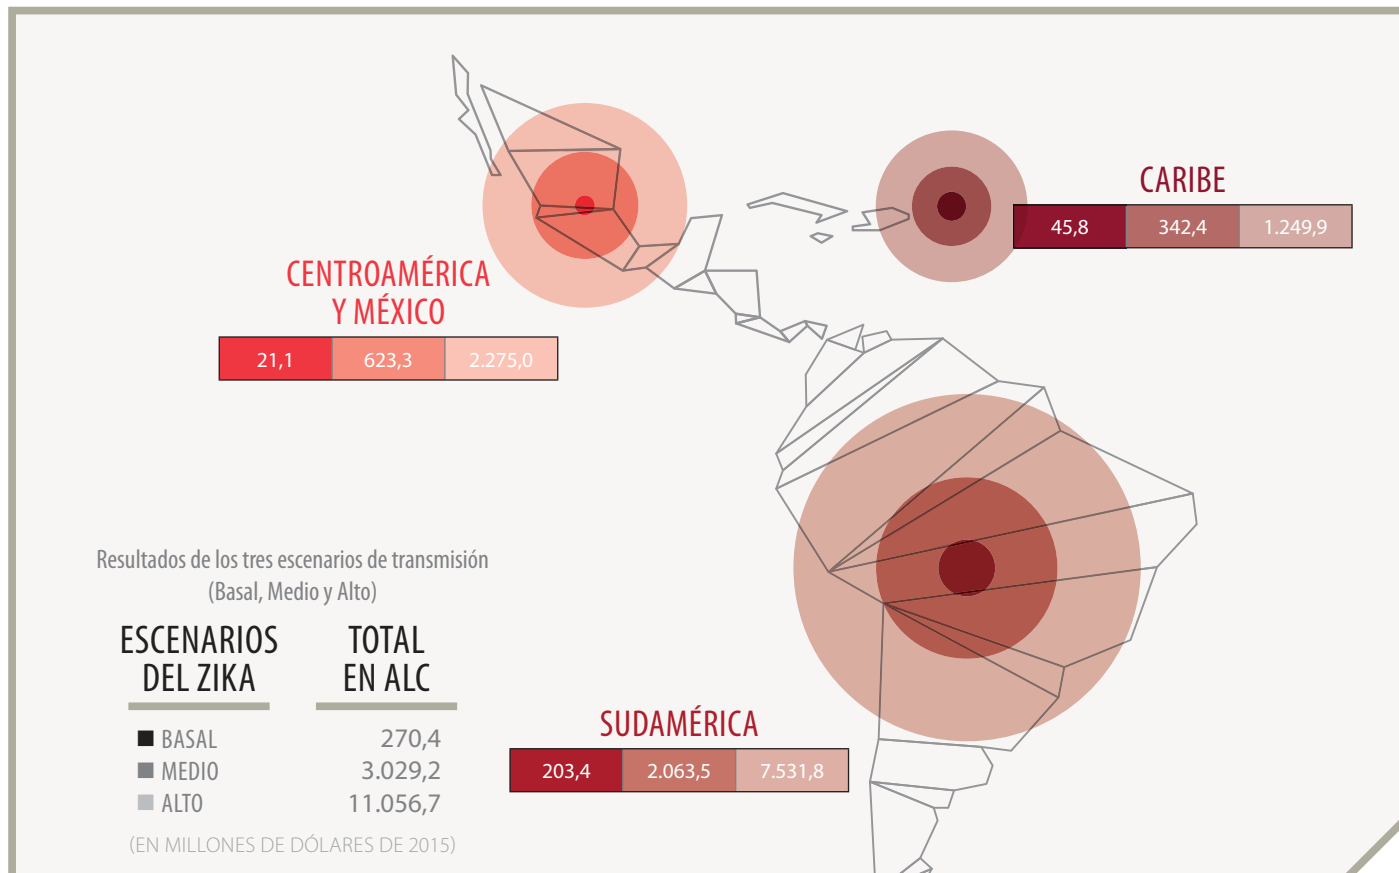 CARIBE
45,8 342,4 1.249,9
CENTROAMÉRICA
Y MÉXICO
21,1 623,3 2.275,0
Resultados de los tres escenarios de transmisión
(Basal, Medio y Alto)
ESCENARIOS
DEL ZIKA
TOTAL
EN ALC
BASAL 270,4
MEDIO 3.029,2
ALTO 11.056,7
(EN MILLONES DE DÓLARES DE 2015)
SUDAMÉRICA
203,4 2.063,5 7.531,8